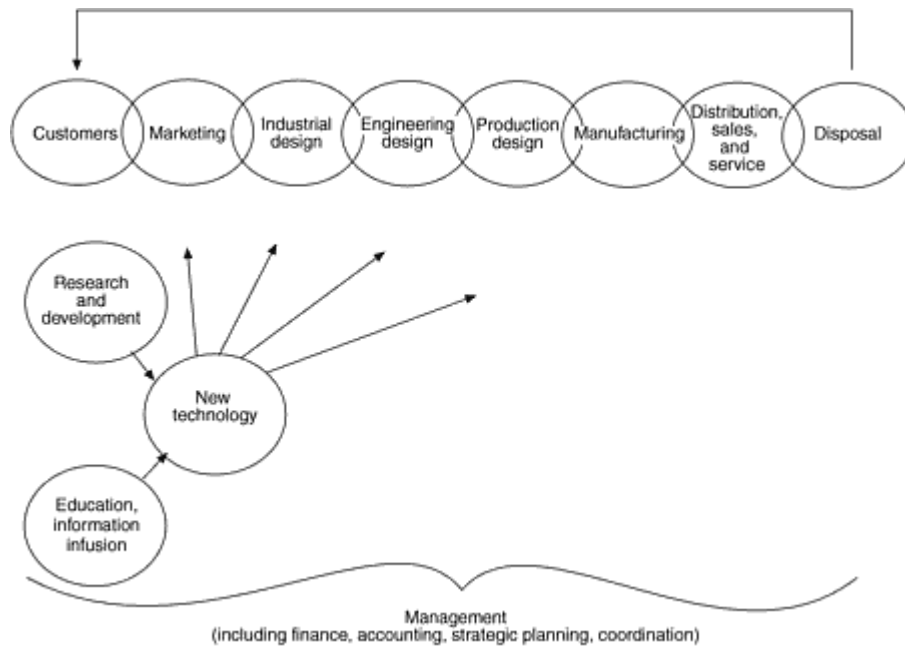 Customers
Marketing
Industrial
design
Engineering
design
Production
design
Manufacturing
Distribution,
sales,
and
service
Disposal
Research
and
development
New
technology
Education,
information
infusion
Management
(including finance, accounting, strategic planning, coordination)